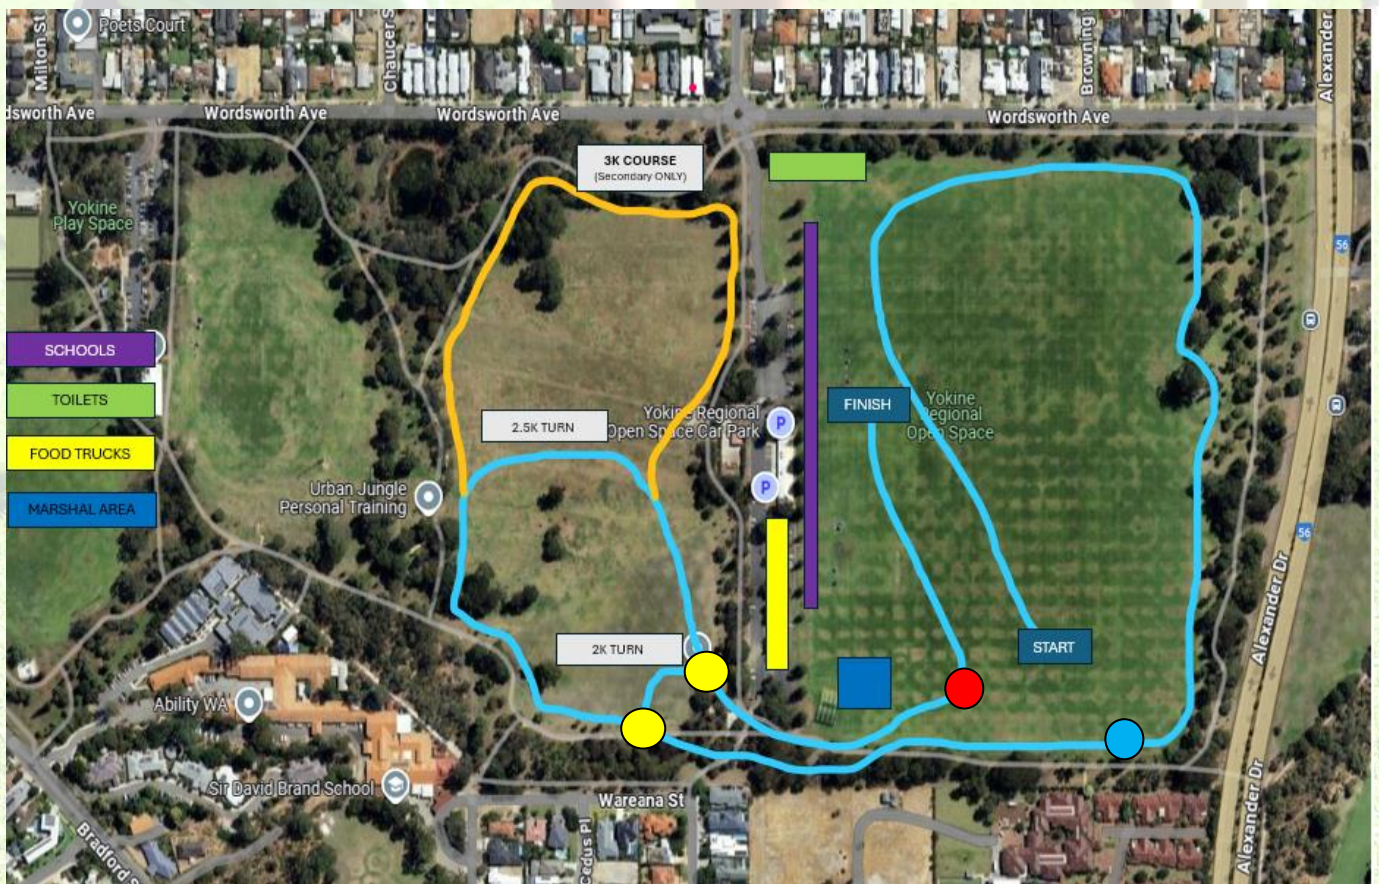 Poets Court
Milton St
Chaucer S
Browning
Alexander
dsworth Ave
Wordsworth Ave
Wordsworth Ave
Wordsworth Ave
3K COURSE
(Secondary ONLY)
Yokine
Play Space
56
SCHOOLS
TOILETS
FOOD TRUCKS
MARSHAL AREA
FINISH
2.5K TURN
Yokine Regional
Open Space Car Park
P
P
Yokine
Regional
Open Space
Urban Jungle
Personal Training
56
Alexander Dr
2K TURN
START
Ability WA
Sir David Brand School
Wareana St
Cedus Pl
Bradford S
Alexander Dr